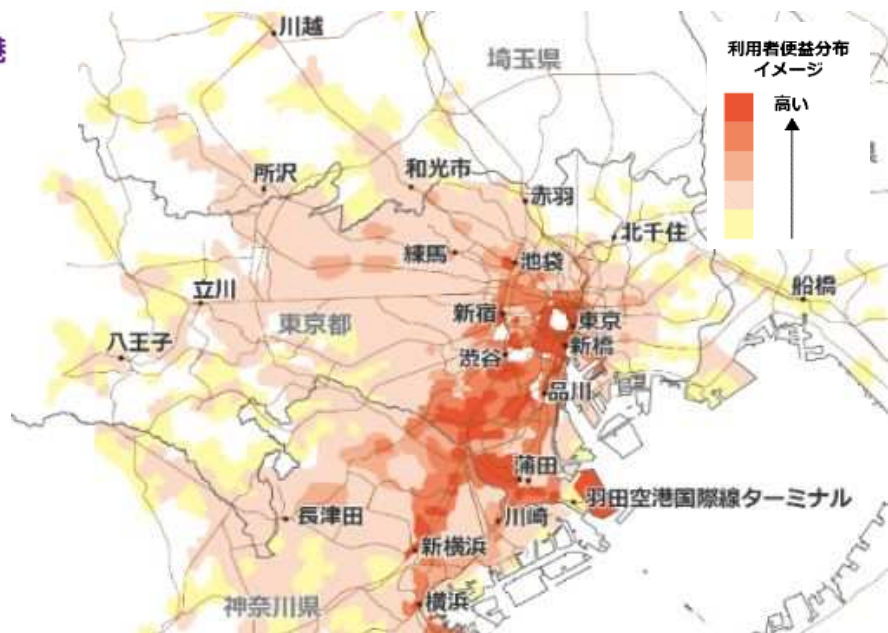 港
川越
埼玉県
利用者便益分布
イメージ
高い
所沢
和光市
赤羽
北千住
練馬
池袋
船橋
立川
新宿
東京
東京都
新橋
八王子
渋谷
品川
蒲田
羽田空港国際線ターミナル
長津田
川崎
新横浜
神奈川県
横浜